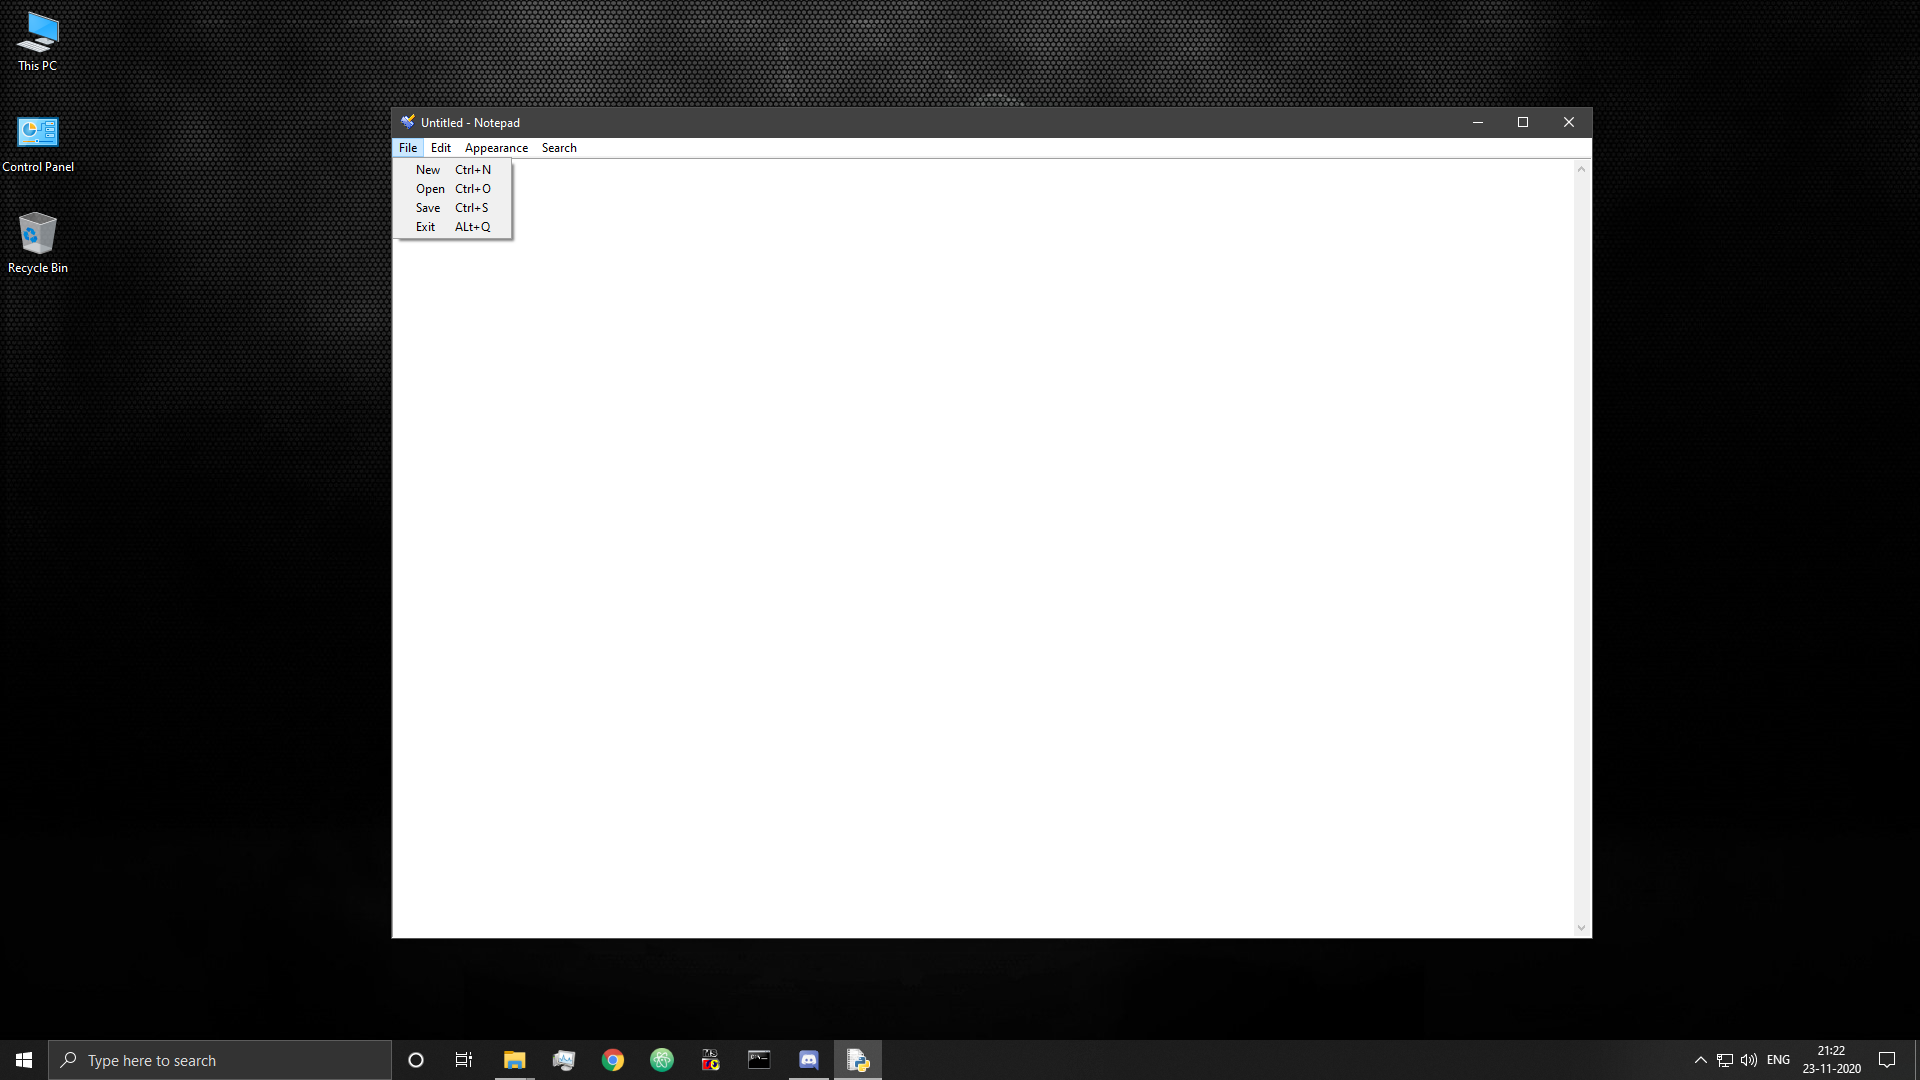 This PC
Control Panel
Recycle Bin
Untitled - Notepad
File Edit Appearance Search
New Ctrl+N
Open Ctrl+O
Save Ctrl+S
Exit ALt+Q
Type here to search
ENG
21:22
23-11-2020